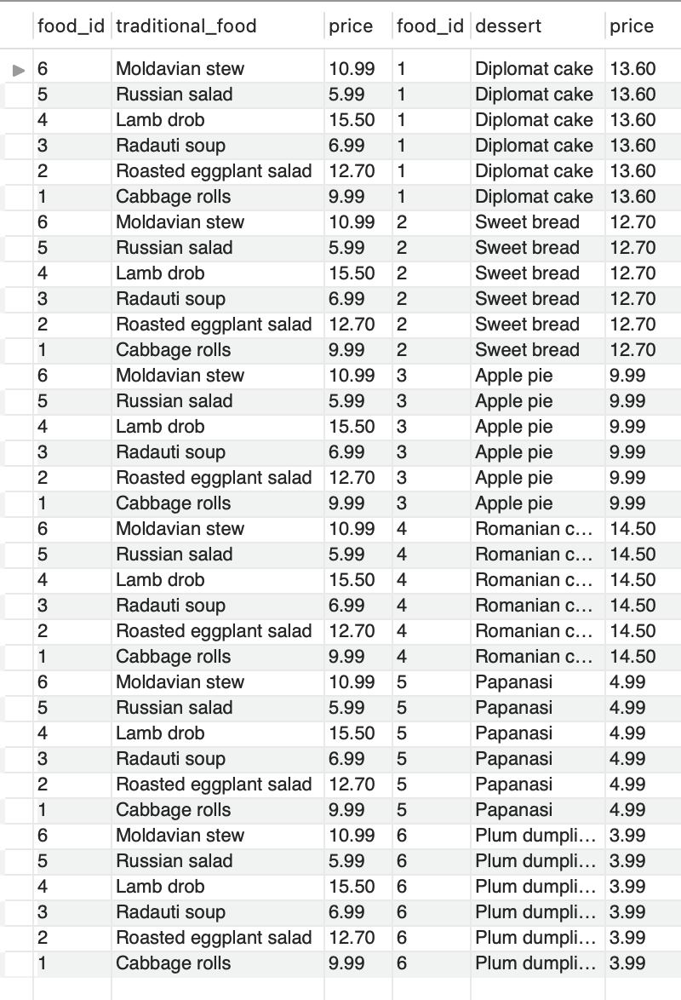 food_id traditional_food price food_id dessert price
6 Moldavian stew 10.99 1 Diplomat cake 13.60
5 Russian salad 5.99 1 Diplomat cake 13.60
4 Lamb drob 15.50 1 Diplomat cake 13.60
3 Radauti soup 6.99 1 Diplomat cake 13.60
2 Roasted eggplant salad 12.70 1 Diplomat cake 13.60
1 Cabbage rolls 9.99 1 Diplomat cake 13.60
6 Moldavian stew 10.99 2 Sweet bread 12.70
5 Russian salad 5.99 2 Sweet bread 12.70
4 Lamb drob 15.50 2 Sweet bread 12.70
3 Radauti soup 6.99 2 Sweet bread 12.70
2 Roasted eggplant salad 12.70 2 Sweet bread 12.70
1 Cabbage rolls 9.99 2 Sweet bread 12.70
6 Moldavian stew 10.99 3 Apple pie 9.99
5 Russian salad 5.99 3 Apple pie 9.99
4 Lamb drob 15.50 3 Apple pie 9.99
3 Radauti soup 6.99 3 Apple pie 9.99
2 Roasted eggplant salad 12.70 3 Apple pie 9.99
1 Cabbage rolls 9.99 3 Apple pie 9.99
6 Moldavian stew 10.99 4 Romanian c... 14.50
5 Russian salad 5.99 4 Romanian c... 14.50
4 Lamb drob 15.50 4 Romanian c... 14.50
3 Radauti soup 6.99 4 Romanian c... 14.50
2 Roasted eggplant salad 12.70 4 Romanian c... 14.50
1 Cabbage rolls 9.99 4 Romanian c... 14.50
6 Moldavian stew 10.99 5 Papanasi 4.99
5 Russian salad 5.99 5 Papanasi 4.99
4 Lamb drob 15.50 5 Papanasi 4.99
3 Radauti soup 6.99 5 Papanasi 4.99
2 Roasted eggplant salad 12.70 5 Papanasi 4.99
1 Cabbage rolls 9.99 5 Papanasi 4.99
6 Moldavian stew 10.99 6 Plum dumpli... 3.99
5 Russian salad 5.99 6 Plum dumpli... 3.99
4 Lamb drob 15.50 6 Plum dumpli... 3.99
3 Radauti soup 6.99 6 Plum dumpli... 3.99
2 Roasted eggplant salad 12.70 6 Plum dumpli... 3.99
1 Cabbage rolls 9.99 6 Plum dumpli... 3.99